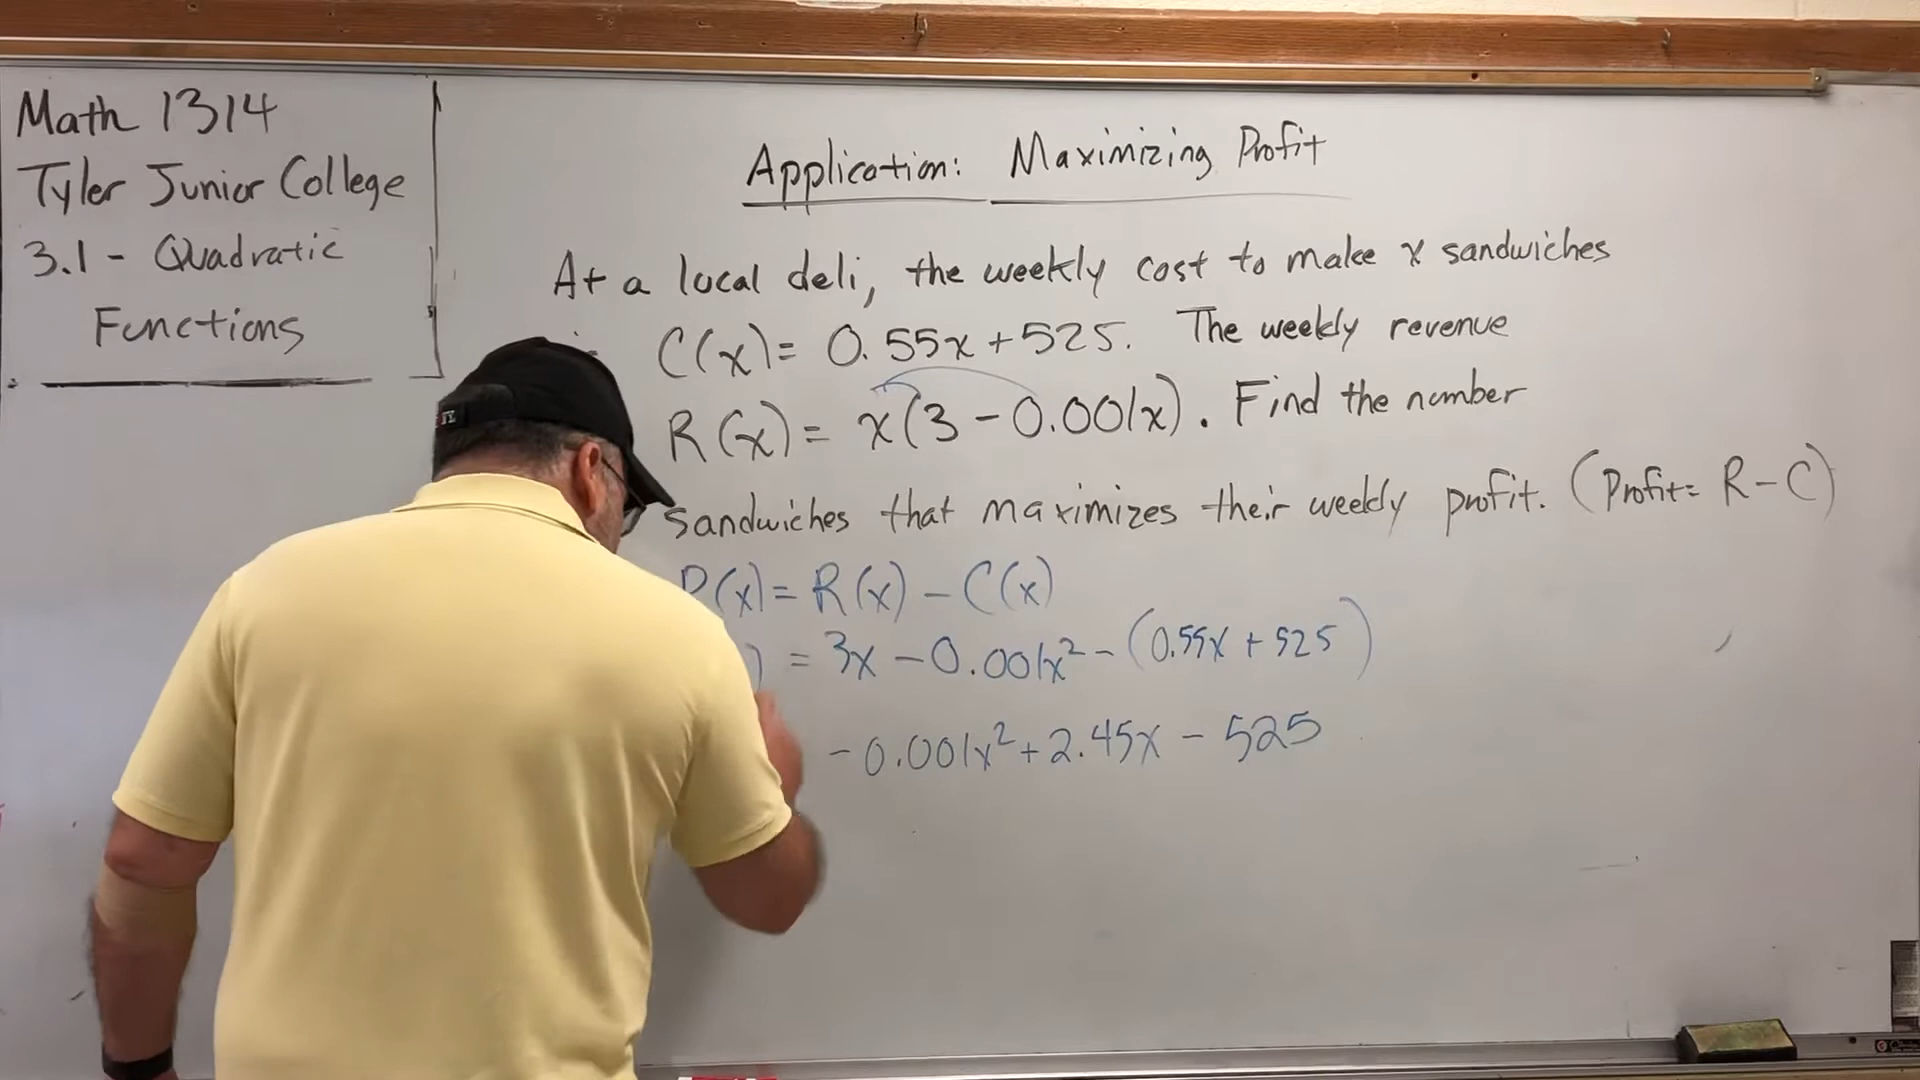 Math 1314
Tyler Junior College
3.1 - Quadratic
Functions
Application: Maximizing Profit
At a local deli, the weekly cost to make x sandwiches
C(x) = 0.55x + 525. The weekly revenue
R(x) = x(3 - 0.001x). Find the number
sandwiches that maximizes their weekly profit. (Profit = R - C)
P(x) = R(x) - C(x)
) = 3x - 0.001x² - (0.55x + 525)
- 0.001x² + 2.45x - 525